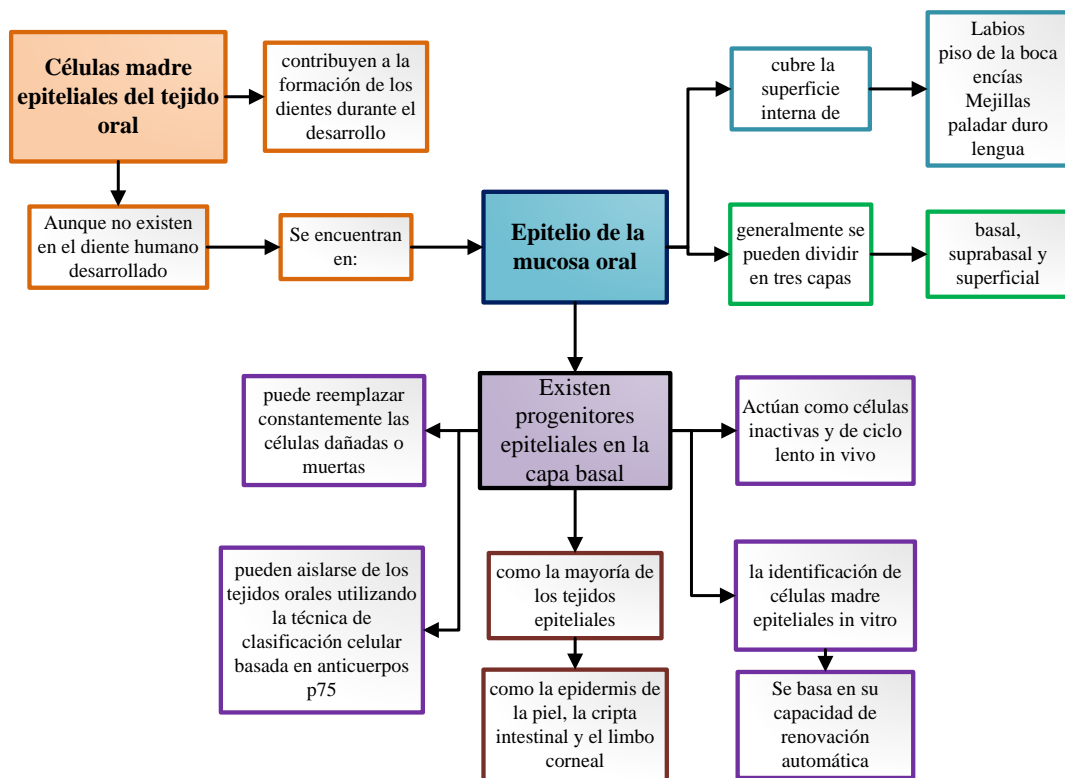 Células madre
epiteliales del tejido
oral
contribuyen a la
formación de los
dientes durante el
desarrollo
cubre la
superficie
interna de
Labios
piso de la boca
encías
Mejillas
paladar duro
lengua
Aunque no existen
en el diente humano
desarrollado
Se encuentran
en:
Epitelio de la
mucosa oral
generalmente se
pueden dividir
en tres capas
basal,
suprabasal y
superficial
puede reemplazar
constantemente las
células dañadas o
muertas
Existen
progenitores
epiteliales en la
capa basal
Actúan como células
inactivas y de ciclo
lento in vivo
pueden aislarse de los
tejidos orales utilizando
la técnica de
clasificación celular
basada en anticuerpos
p75
como la mayoría de
los tejidos
epiteliales
la identificación de
células madre
epiteliales in vitro
como la epidermis de
la piel, la cripta
intestinal y el limbo
corneal
Se basa en su
capacidad de
renovación
automática